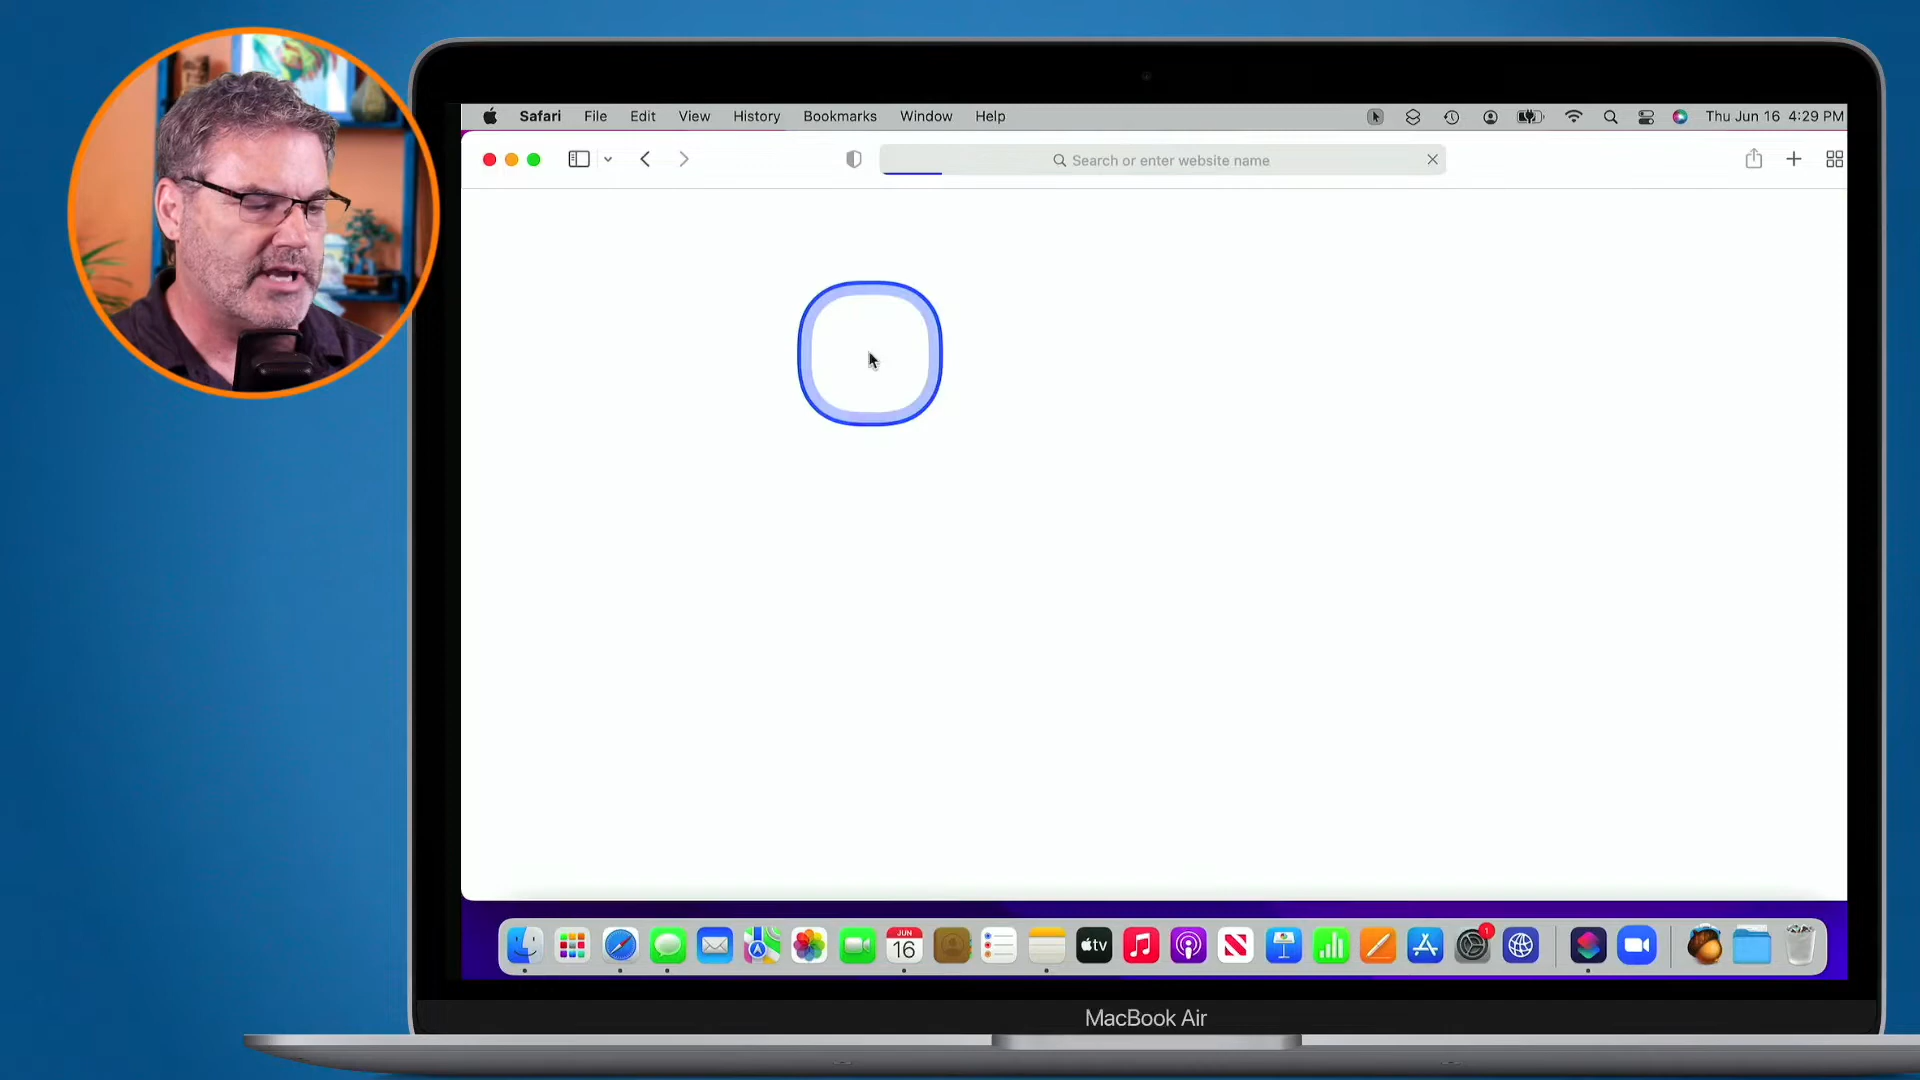 Safari File Edit View History Bookmarks Window Help Thu Jun 16 4:29 PM
Search or enter website name
JUN
16
tv
1
MacBook Air